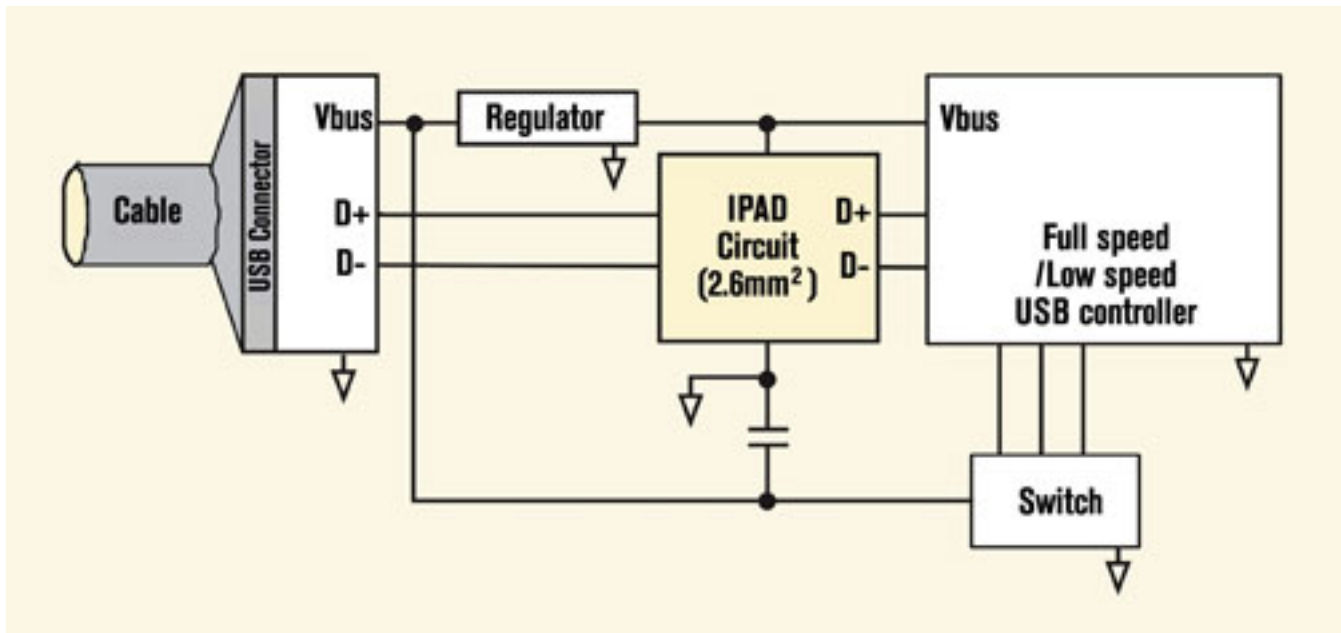 Cable
USB Connector
Vbus
D+
D-
Regulator
IPAD
Circuit
(2.6mm²)
D+
D-
Vbus
Full speed
/Low speed
USB controller
Switch